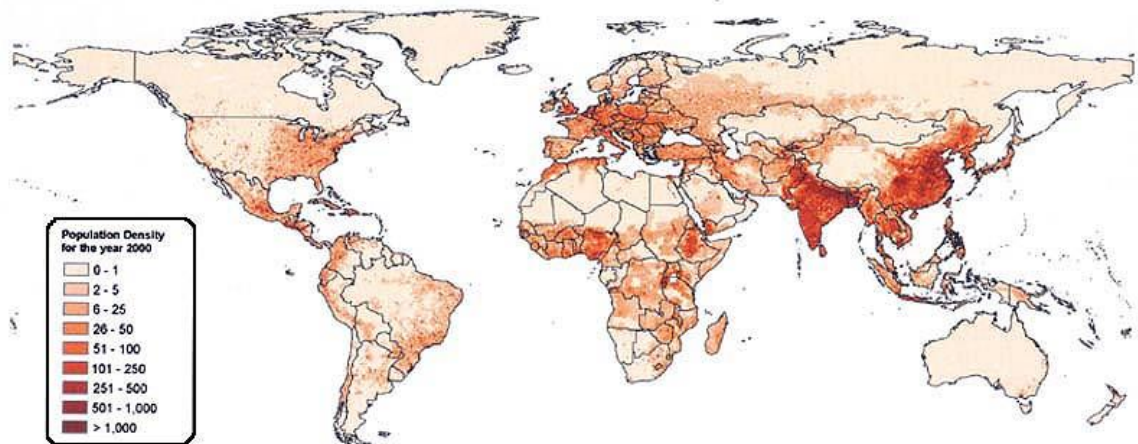 Population Density
for the year 2000
0 - 1
2 - 5
6 - 25
26 - 50
51 - 100
101 - 250
251 - 500
501 - 1,000
> 1,000